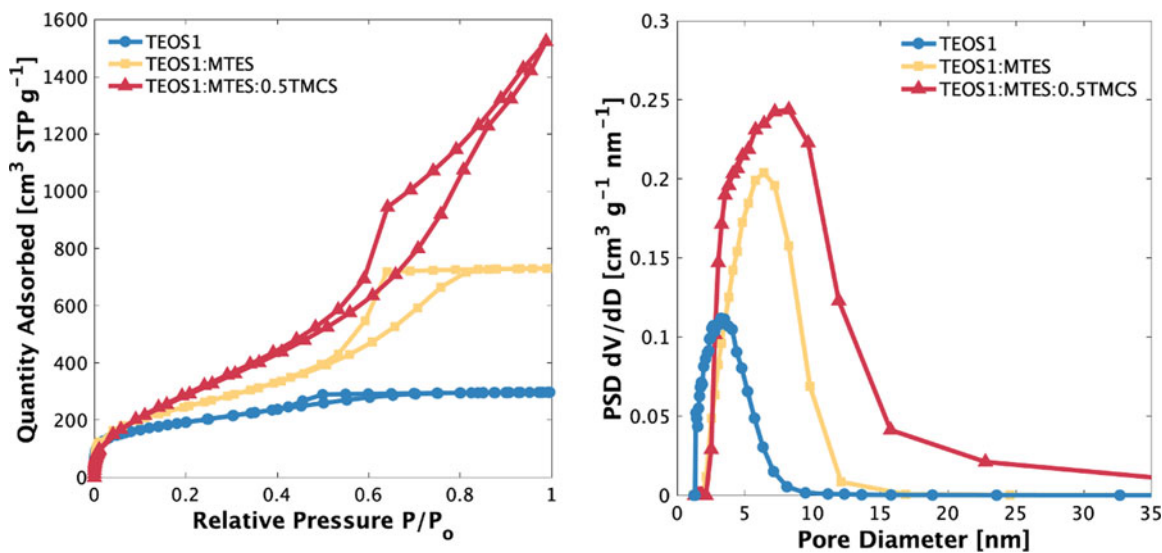 1600
1400
1200
1000
800
600
400
200
0
Quantity Adsorbed [cm³ STP g⁻¹]
TEOS1
TEOS1:MTES
TEOS1:MTES:0.5TMCS
0 0.2 0.4 0.6 0.8 1
Relative Pressure P/Pₒ
0.3
0.25
0.2
0.15
0.1
0.05
0
PSD dV/dD [cm³ g⁻¹ nm⁻¹]
TEOS1
TEOS1:MTES
TEOS1:MTES:0.5TMCS
0 5 10 15 20 25 30 35
Pore Diameter [nm]